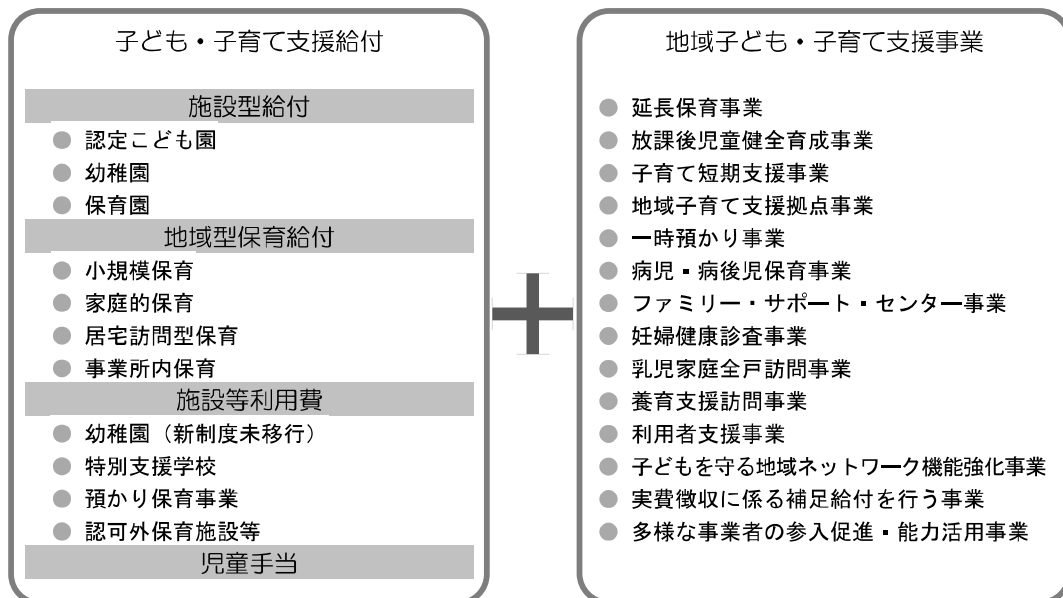 子ども・子育て支援給付
施設型給付
● 認定こども園
● 幼稚園
● 保育園
地域型保育給付
● 小規模保育
● 家庭的保育
● 居宅訪問型保育
● 事業所内保育
施設等利用費
● 幼稚園（新制度未移行）
● 特別支援学校
● 預かり保育事業
● 認可外保育施設等
児童手当
地域子ども・子育て支援事業
● 延長保育事業
● 放課後児童健全育成事業
● 子育て短期支援事業
● 地域子育て支援拠点事業
● 一時預かり事業
● 病児・病後児保育事業
● ファミリー・サポート・センター事業
● 妊婦健康診査事業
● 乳児家庭全戸訪問事業
● 養育支援訪問事業
● 利用者支援事業
● 子どもを守る地域ネットワーク機能強化事業
● 実費徴収に係る補足給付を行う事業
● 多様な事業者の参入促進・能力活用事業